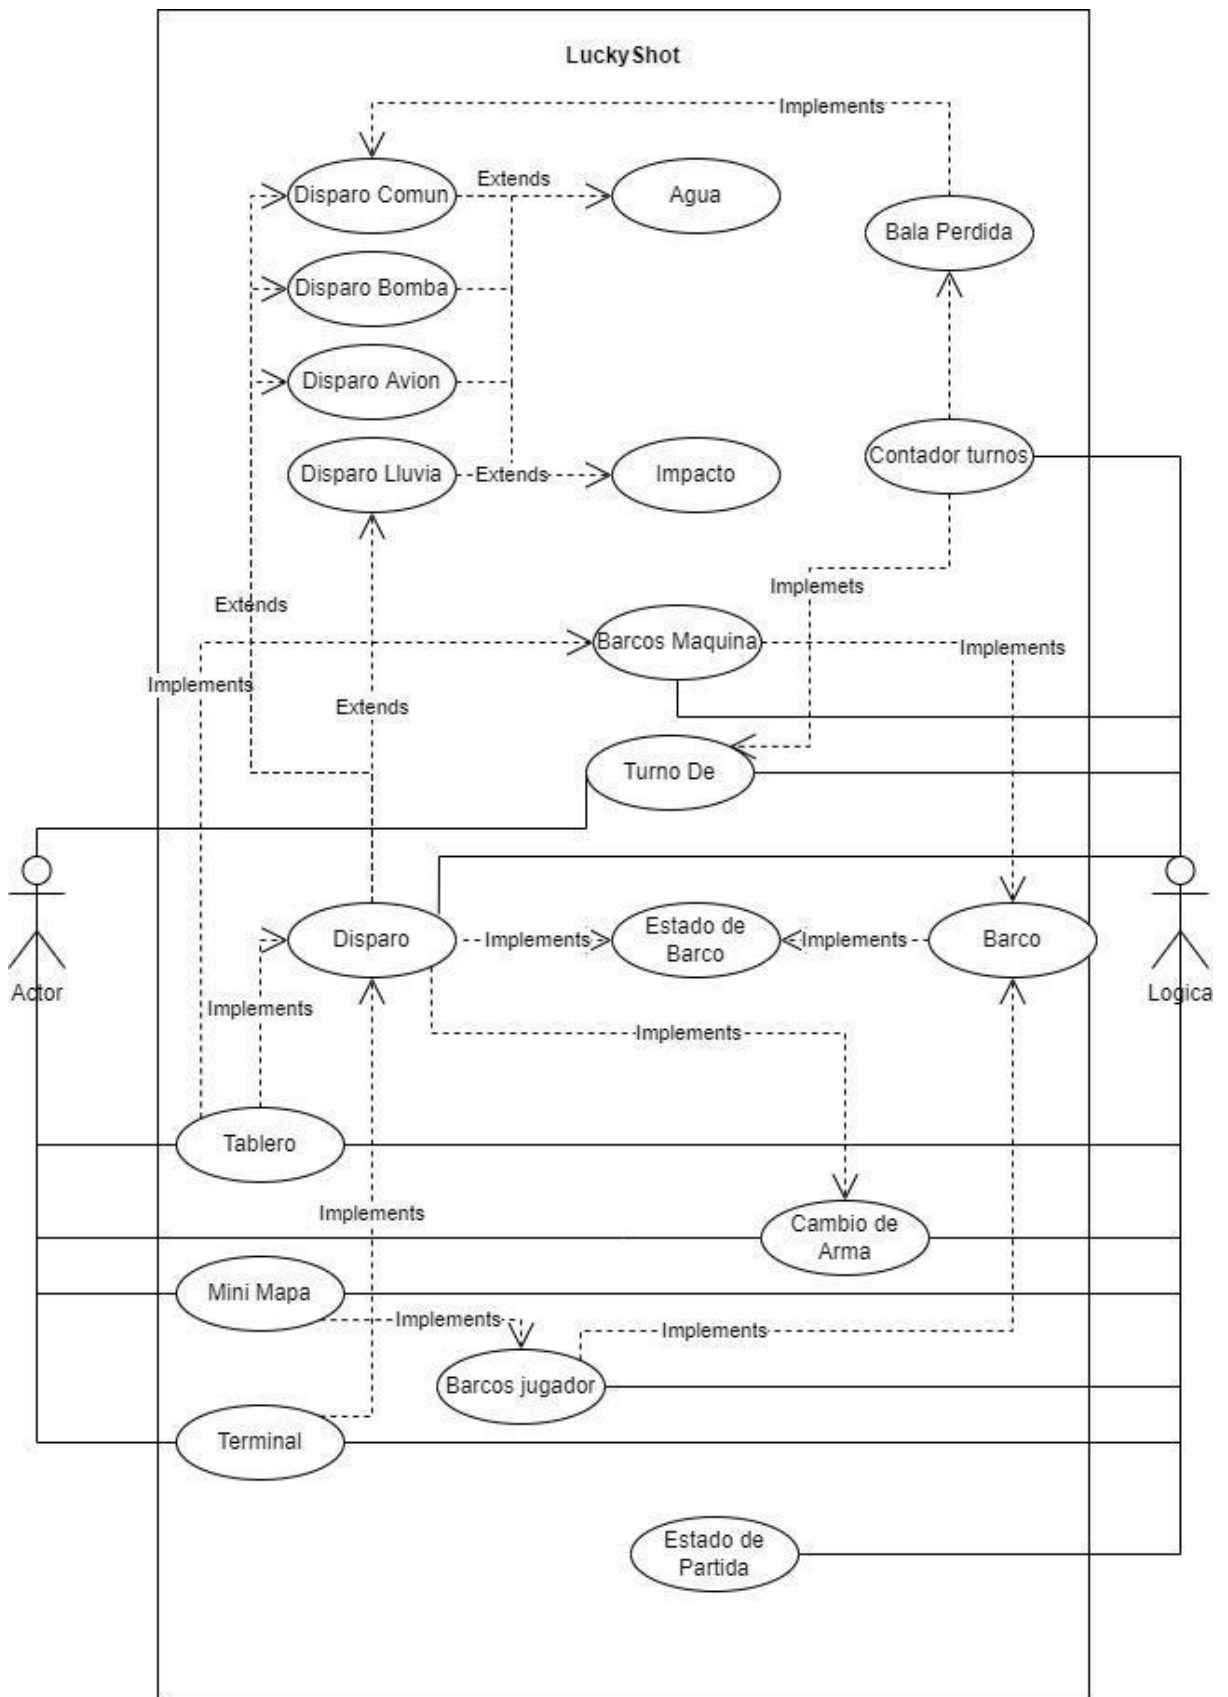 LuckyShot
Implements
Disparo Comun
Extends
Agua
Bala Perdida
Disparo Bomba
Disparo Avion
Contador turnos
Disparo Lluvia
Extends
Impacto
Implemets
Extends
Barcos Maquina
Implements
Implements
Extends
Turno De
Disparo
Implements
Estado de
Barco
Implements
Barco
Actor
Logica
Implements
Implements
Tablero
Implements
Cambio de
Arma
Mini Mapa
Implements
Implements
Barcos jugador
Terminal
Estado de
Partida